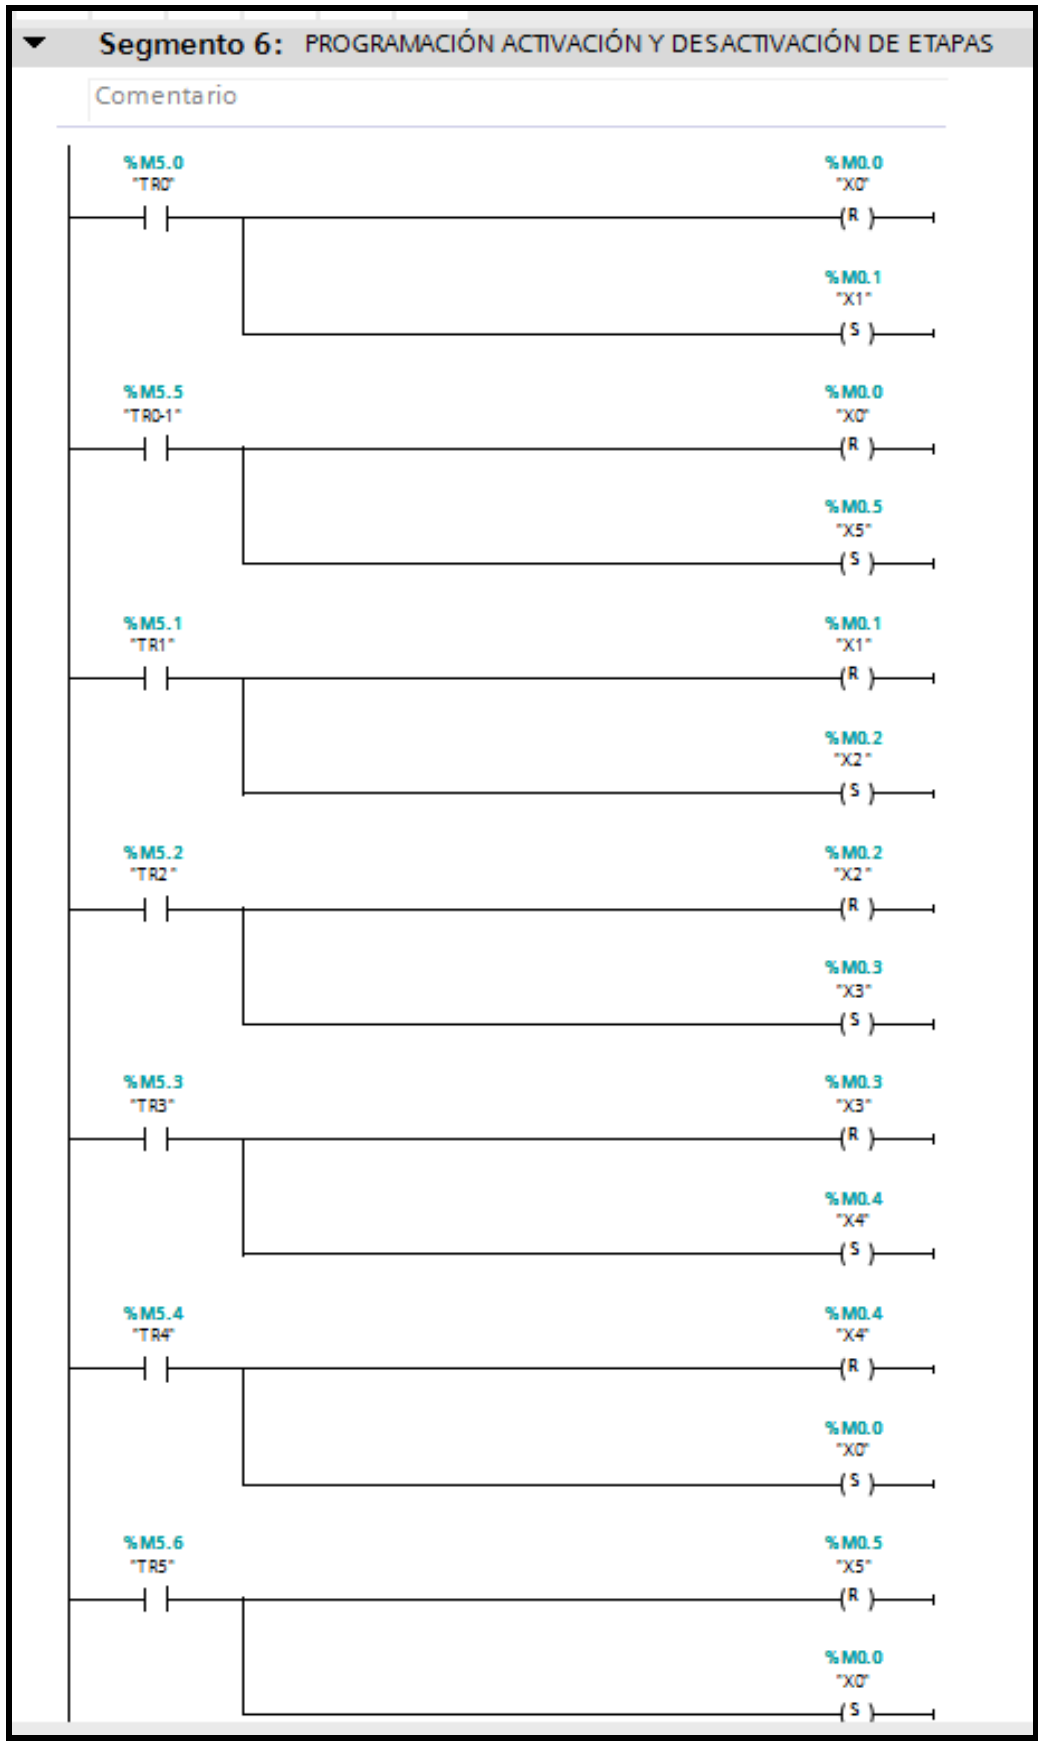 Segmento 6: PROGRAMACIÓN ACTIVACIÓN Y DESACTIVACIÓN DE ETAPAS
Comentario
%M5.0 %M0.0
"TR0" "X0"
R
%M0.1
"X1"
S
%M5.5 %M0.0
"TR0-1" "X0"
R
%M0.5
"X5"
S
%M5.1 %M0.1
"TR1" "X1"
R
%M0.2
"X2"
S
%M5.2 %M0.2
"TR2" "X2"
R
%M0.3
"X3"
S
%M5.3 %M0.3
"TR3" "X3"
R
%M0.4
"X4"
S
%M5.4 %M0.4
"TR4" "X4"
R
%M0.0
"X0"
S
%M5.6 %M0.5
"TR5" "X5"
R
%M0.0
"X0"
S